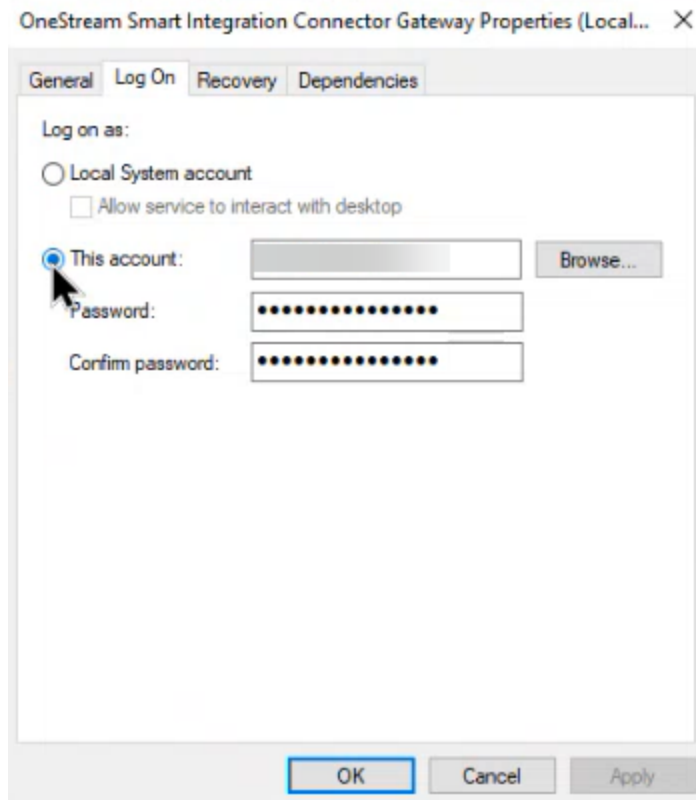 OneStream Smart Integration Connector Gateway Properties (Local...
General Log On Recovery Dependencies
Log on as:
Local System account
Allow service to interact with desktop
This account:
Browse...
Password: •••••••••••••••
Confirm password: •••••••••••••••
OK Cancel Apply